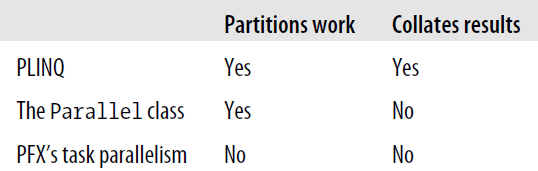 Partitions work Collates results
PLINQ Yes Yes
The Parallel class Yes No
PFX's task parallelism No No